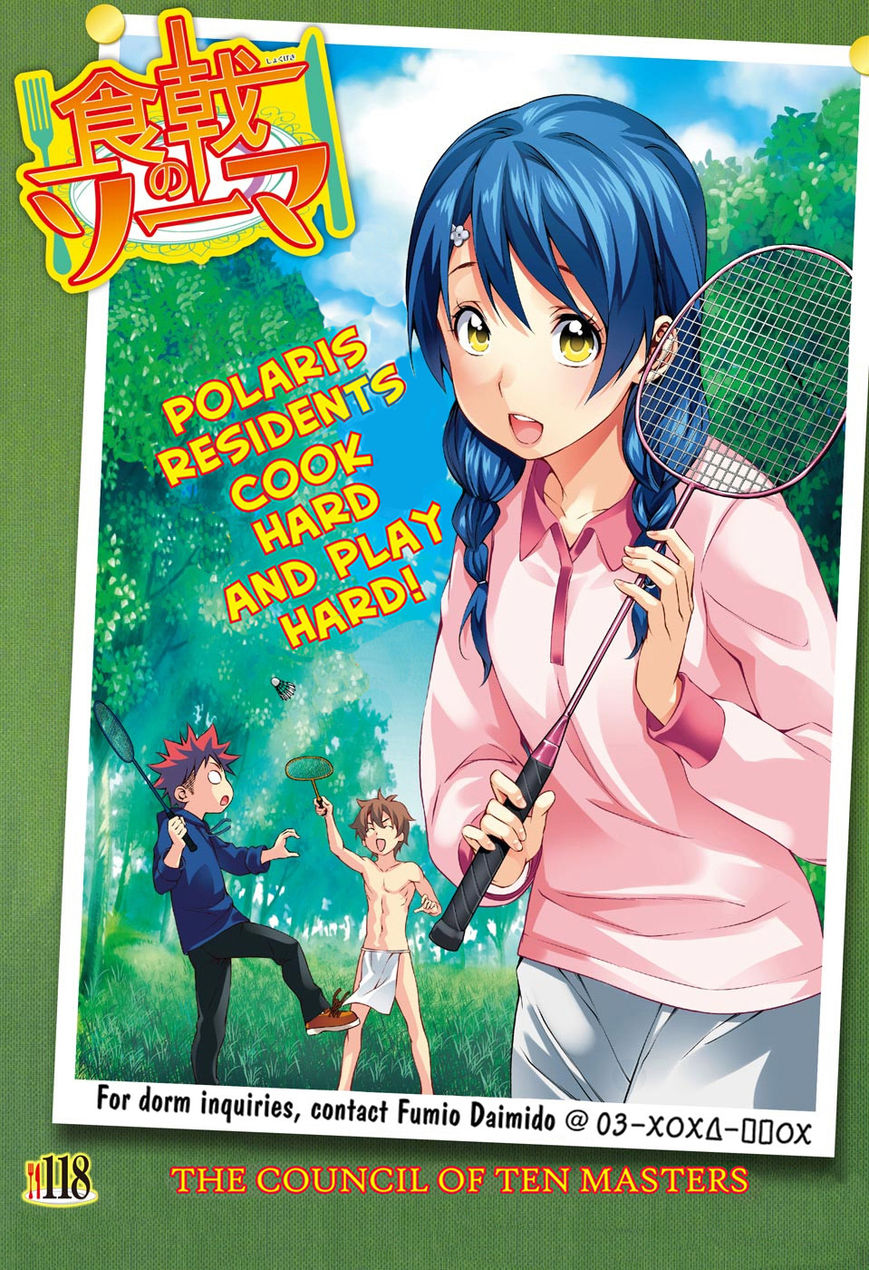 しょくげき
食戟の
ソーマ
POLARIS
RESIDENTS
COOK
HARD
AND PLAY
HARD!
For dorm inquiries, contact Fumio Daimido @ 03-XOXΔ-□□OX
118
THE COUNCIL OF TEN MASTERS